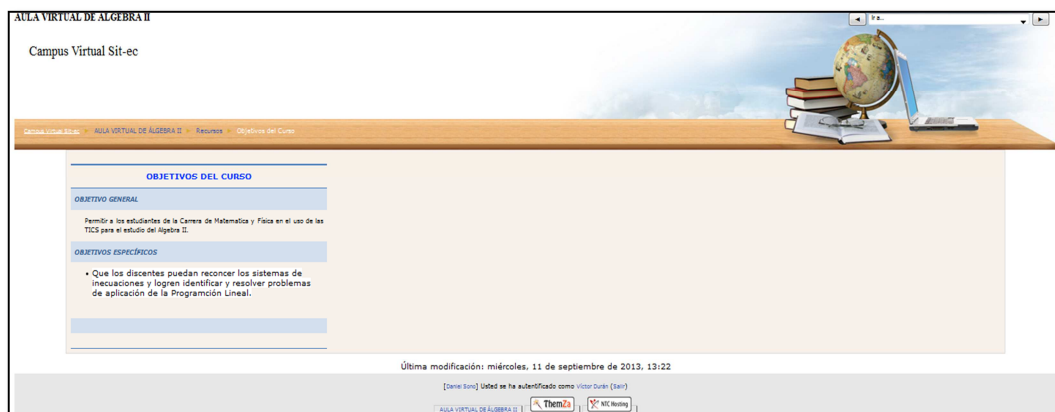 AULA VIRTUAL DE ÁLGEBRA II
Ir a...
Campus Virtual Sit-ec
Campus Virtual Sit-ec ► AULA VIRTUAL DE ÁLGEBRA II ► Recursos ► Objetivos del Curso
OBJETIVOS DEL CURSO
OBJETIVO GENERAL
Permitir a los estudiantes de la Carrera de Matematica y Física en el uso de las
TICS para el estudio del Algebra II.
OBJETIVOS ESPECÍFICOS
• Que los discentes puedan reconcer los sistemas de
inecuaciones y logren identificar y resolver problemas
de aplicación de la Programción Lineal.
Última modificación: miércoles, 11 de septiembre de 2013, 13:22
[Daniel Sono] Usted se ha autentificado como Víctor Durán (Salir)
AULA VIRTUAL DE ÁLGEBRA II
ThemZa
NTC Hosting